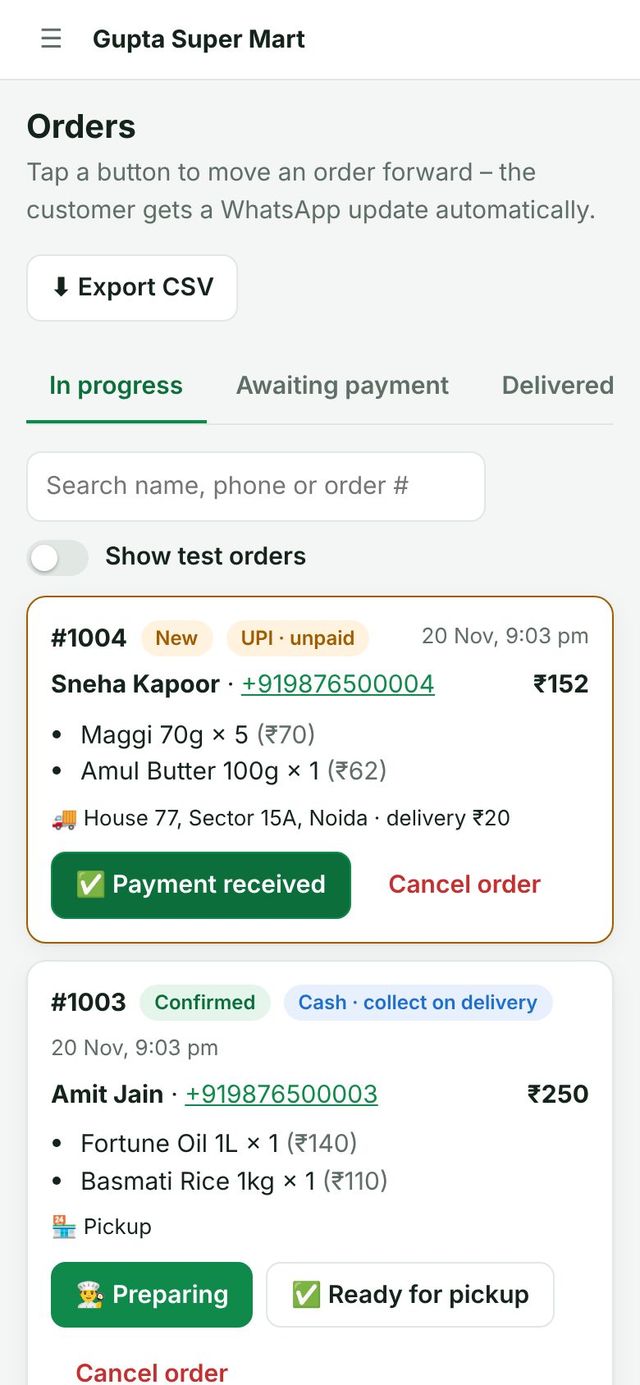 ☰ Gupta Super Mart
Orders
Tap a button to move an order forward – the
customer gets a WhatsApp update automatically.
⬇ Export CSV
In progress Awaiting payment Delivered
Search name, phone or order #
Show test orders
#1004 New UPI · unpaid 20 Nov, 9:03 pm
Sneha Kapoor · +919876500004 ₹152
• Maggi 70g × 5 (₹70)
• Amul Butter 100g × 1 (₹62)
🚚 House 77, Sector 15A, Noida · delivery ₹20
✅ Payment received Cancel order
#1003 Confirmed Cash · collect on delivery
20 Nov, 9:03 pm
Amit Jain · +919876500003 ₹250
• Fortune Oil 1L × 1 (₹140)
• Basmati Rice 1kg × 1 (₹110)
🏪 Pickup
👨‍🍳 Preparing ✅ Ready for pickup
Cancel order